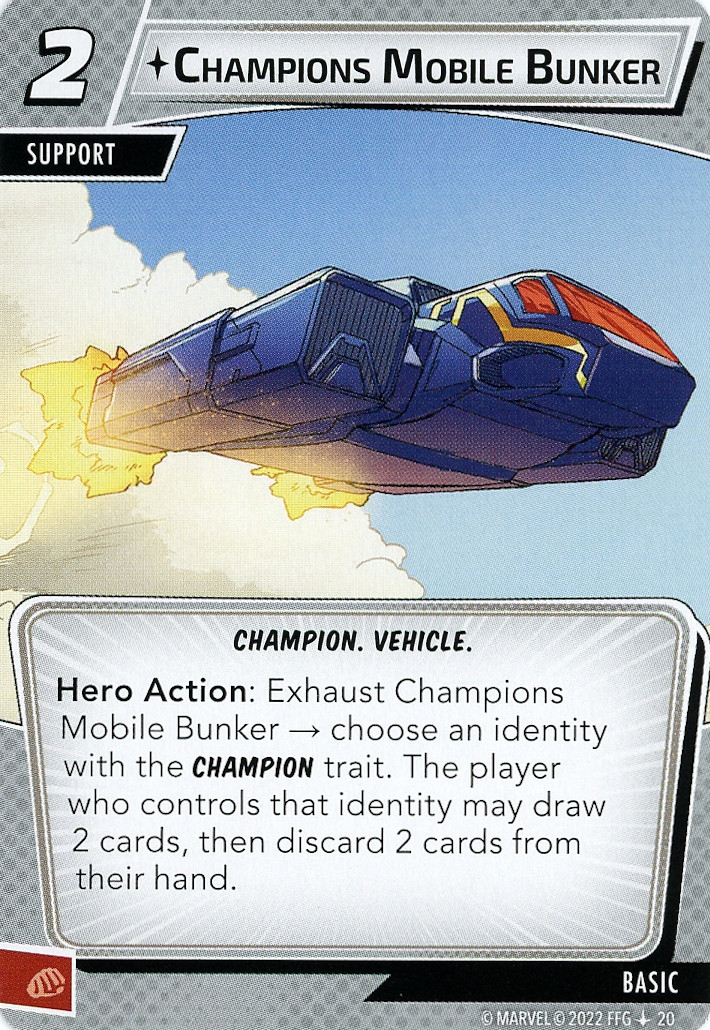 2
CHAMPIONS MOBILE BUNKER
SUPPORT
CHAMPION. VEHICLE.
Hero Action: Exhaust Champions
Mobile Bunker → choose an identity
with the CHAMPION trait. The player
who controls that identity may draw
2 cards, then discard 2 cards from
their hand.
BASIC
© MARVEL © 2022 FFG 20